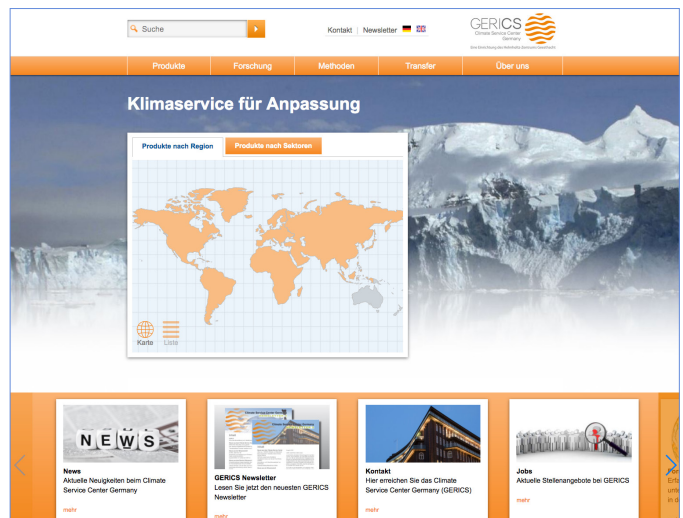 Suche
Kontakt | Newsletter
GERICS
Climate Service Center
Germany
Produkte
Forschung
Methoden
Transfer
Über uns
Klimaservice für Anpassung
Produkte nach Region
Produkte nach Sektoren
Karte
Liste
NEWS
News
Aktuelle Neuigkeiten beim Climate
Service Center Germany
mehr
GERICS Newsletter
Lesen Sie jetzt den neuesten GERICS
Newsletter
mehr
Kontakt
Hier erreichen Sie das Climate
Service Center Germany (GERICS)
mehr
Jobs
Aktuelle Stellenangebote bei GERICS
mehr